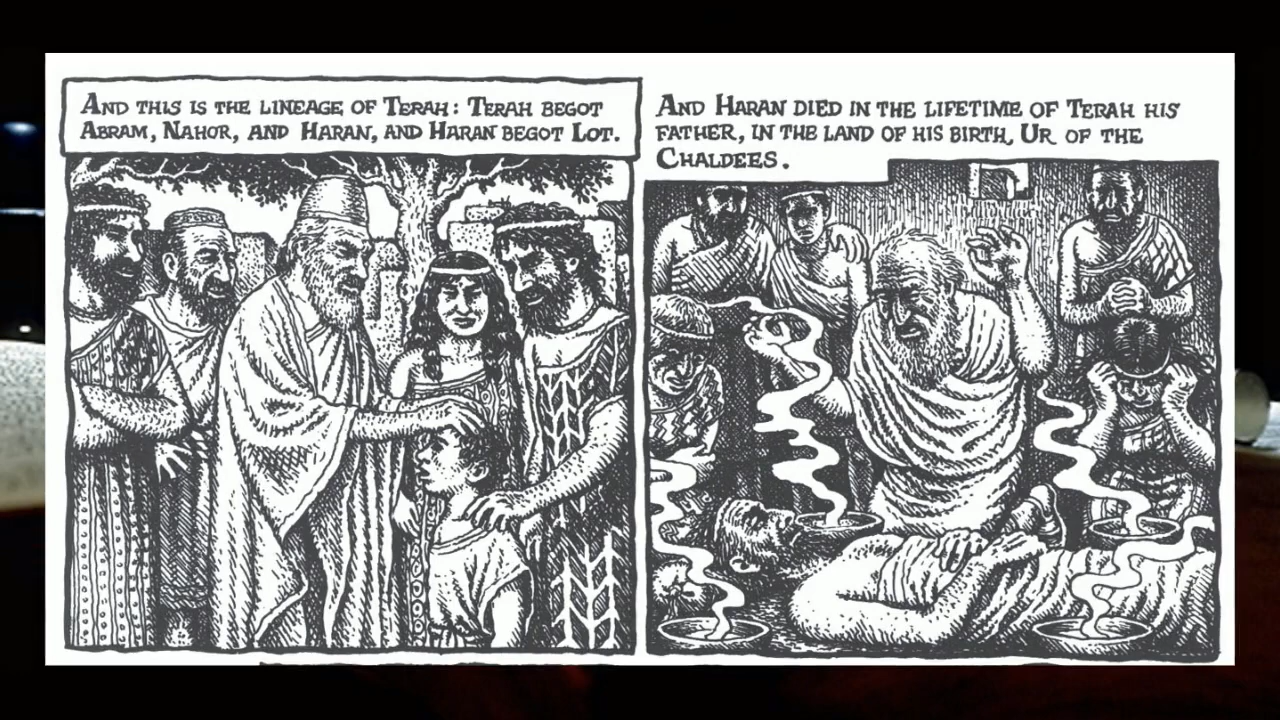 And this is the lineage of Terah: Terah begot
Abram, Nahor, and Haran, and Haran begot Lot.
And Haran died in the lifetime of Terah his
father, in the land of his birth, Ur of the
Chaldees.